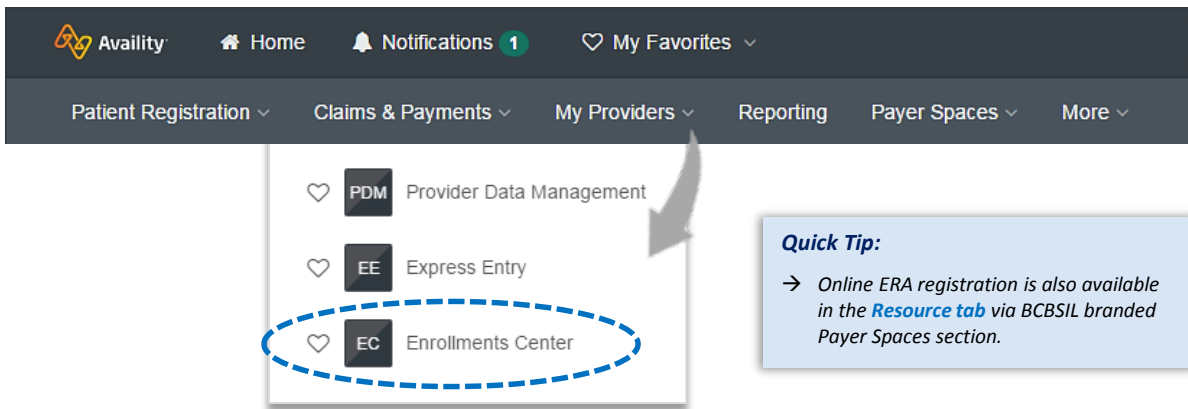 Availity Home Notifications 1 My Favorites
Patient Registration Claims & Payments My Providers Reporting Payer Spaces More
PDM Provider Data Management
EE Express Entry
EC Enrollments Center
Quick Tip:
→ Online ERA registration is also available
in the Resource tab via BCBSIL branded
Payer Spaces section.